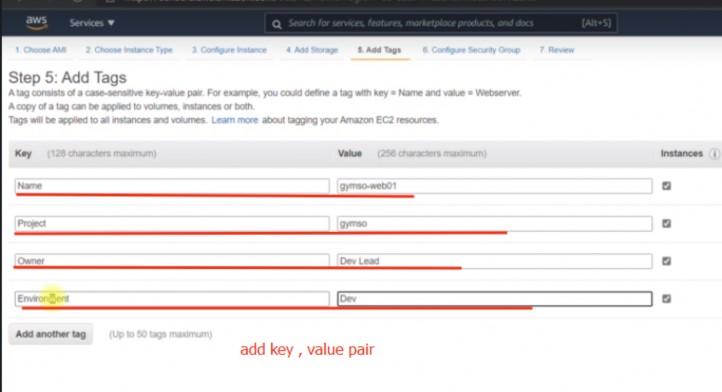 aws Services Search for services, features, marketplace products, and docs [Alt+S]
1. Choose AMI 2. Choose Instance Type 3. Configure Instance 4. Add Storage 5. Add Tags 6. Configure Security Group 7. Review
Step 5: Add Tags
A tag consists of a case-sensitive key-value pair. For example, you could define a tag with key = Name and value = Webserver.
A copy of a tag can be applied to volumes, instances or both.
Tags will be applied to all instances and volumes. Learn more about tagging your Amazon EC2 resources.
Key (128 characters maximum) Value (256 characters maximum) Instances
Name gymso-web01
Project gymso
Owner Dev Lead
Environment Dev
Add another tag (Up to 50 tags maximum)
add key , value pair